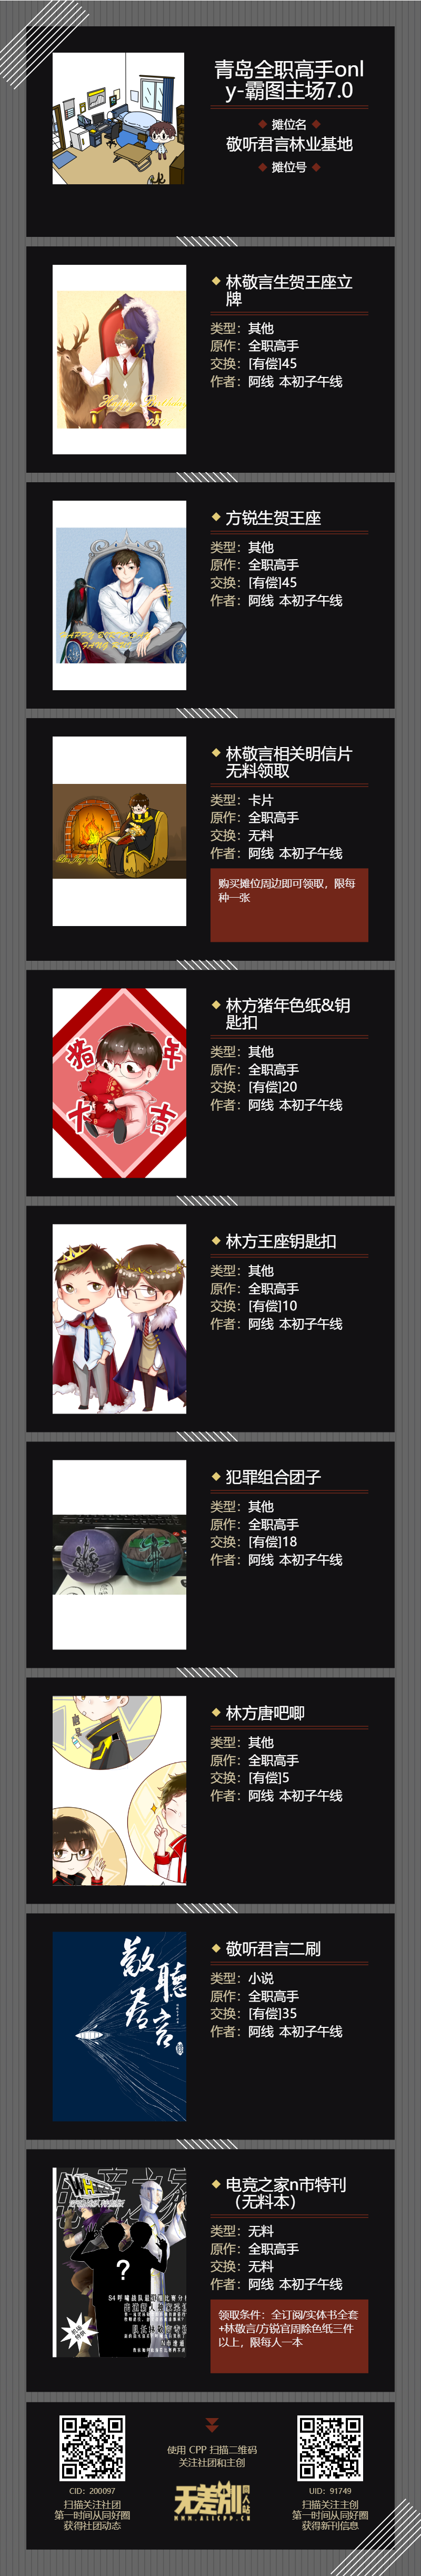 青岛全职高手onl
y-霸图主场7.0
摊位名
敬听君言林业基地
摊位号
林敬言生贺王座立
牌
类型：其他
原作：全职高手
交换：[有偿]45
作者：阿线 本初子午线
方锐生贺王座
类型：其他
原作：全职高手
交换：[有偿]45
作者：阿线 本初子午线
HAPPY BIRTHDAY
FANG RUI
林敬言相关明信片
无料领取
类型：卡片
原作：全职高手
交换：无料
作者：阿线 本初子午线
购买摊位周边即可领取，限每
种一张
林方猪年色纸&钥
匙扣
类型：其他
原作：全职高手
交换：[有偿]20
作者：阿线 本初子午线
猪年
大吉
林方王座钥匙扣
类型：其他
原作：全职高手
交换：[有偿]10
作者：阿线 本初子午线
犯罪组合团子
类型：其他
原作：全职高手
交换：[有偿]18
作者：阿线 本初子午线
林方唐吧唧
类型：其他
原作：全职高手
交换：[有偿]5
作者：阿线 本初子午线
敬听君言二刷
类型：小说
原作：全职高手
交换：[有偿]35
作者：阿线 本初子午线
敬聽
君言
电竞之家n市特刊
（无料本）
类型：无料
原作：全职高手
交换：无料
作者：阿线 本初子午线
领取条件：全订阅/实体书全套
+林敬言/方锐官周除色纸三件
以上，限每人一本
?
CID：200097
扫描关注社团
第一时间从同好圈
获得社团动态
使用 CPP 扫描二维码
关注社团和主创
无差别同人站
WWW.ALLCPP.CN
UID：91749
扫描关注主创
第一时间从同好圈
获得新刊信息